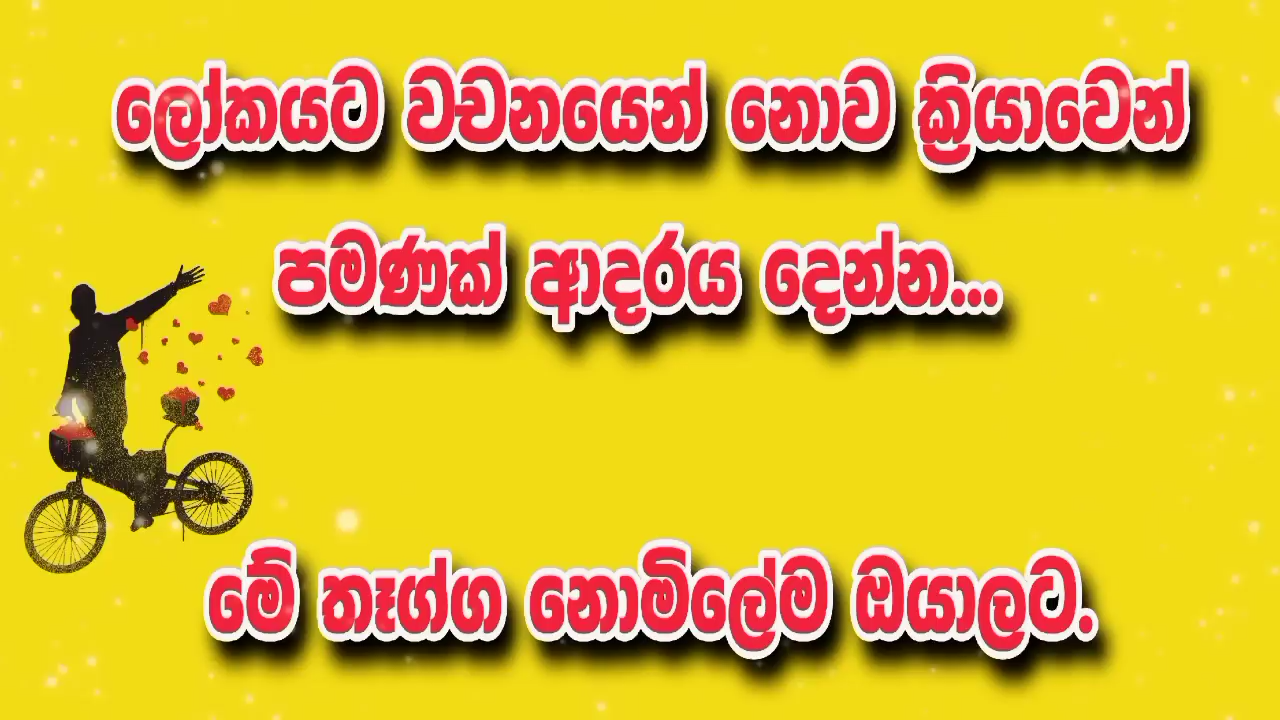 ලෝකයට වචනයෙන් නොව ක්‍රියාවෙන්
පමණක් ආදරය දෙන්න...
මේ තෑග්ග නොමිලේම ඔයාලට.